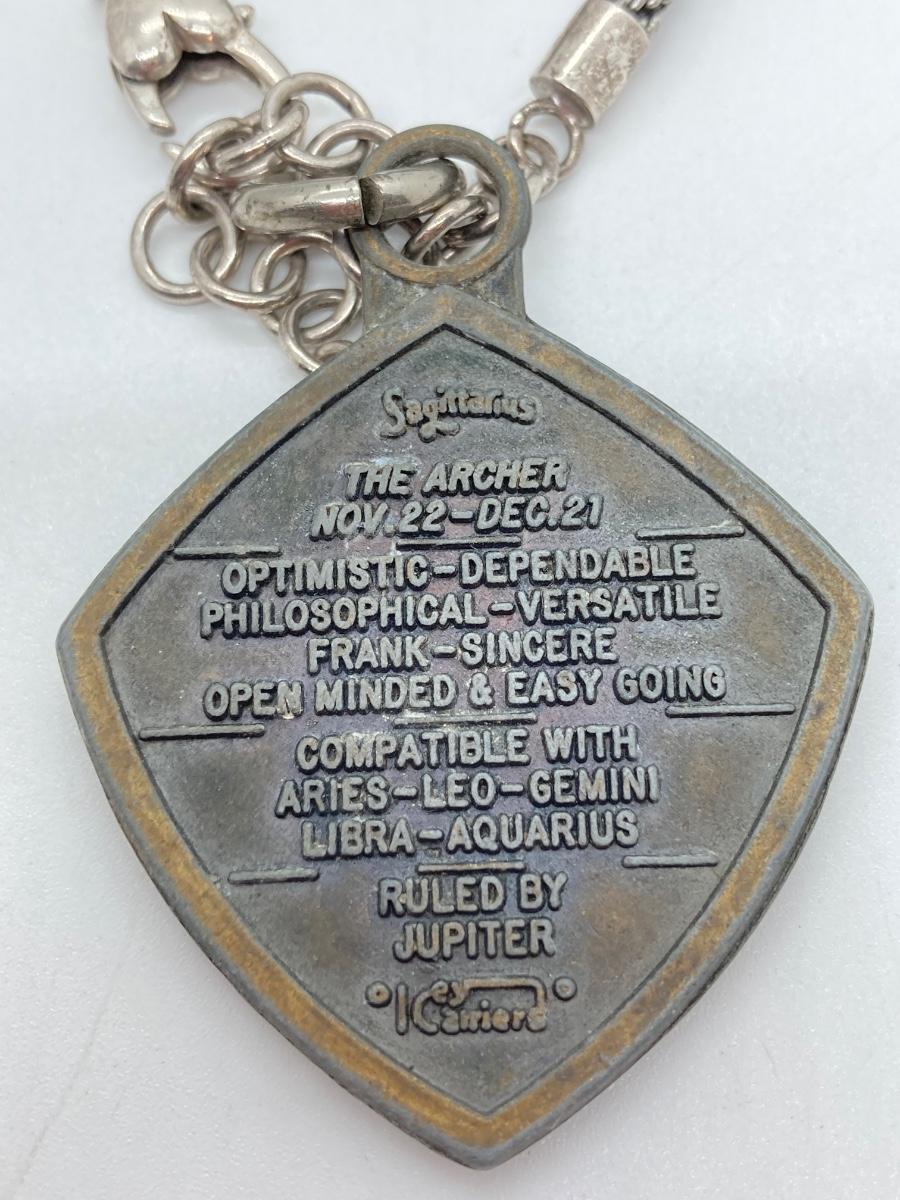 Sagittarius
THE ARCHER
NOV.22-DEC.21
OPTIMISTIC-DEPENDABLE
PHILOSOPHICAL-VERSATILE
FRANK-SINCERE
OPEN MINDED & EASY GOING
COMPATIBLE WITH
ARIES-LEO-GEMINI
LIBRA-AQUARIUS
RULED BY
JUPITER
Key
Carriers